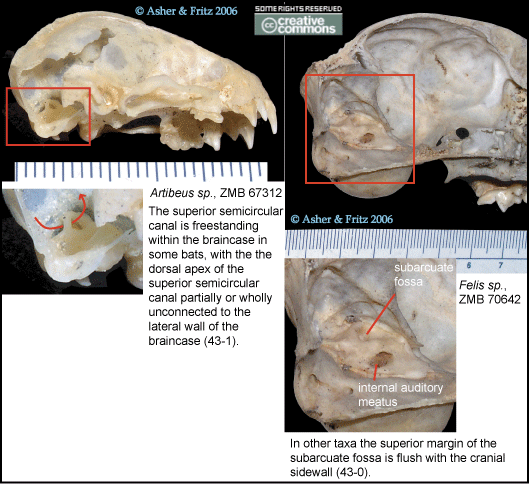 © Asher & Fritz 2006
SOME RIGHTS RESERVED
cc creative
commons
Artibeus sp., ZMB 67312
The superior semicircular
canal is freestanding
within the braincase in
some bats, with the the
dorsal apex of the
superior semicircular
canal partially or wholly
unconnected to the
lateral wall of the
braincase (43-1).
© Asher & Fritz 2006
6 7
subarcuate
fossa
Felis sp.,
ZMB 70642
internal auditory
meatus
In other taxa the superior margin of the
subarcuate fossa is flush with the cranial
sidewall (43-0).